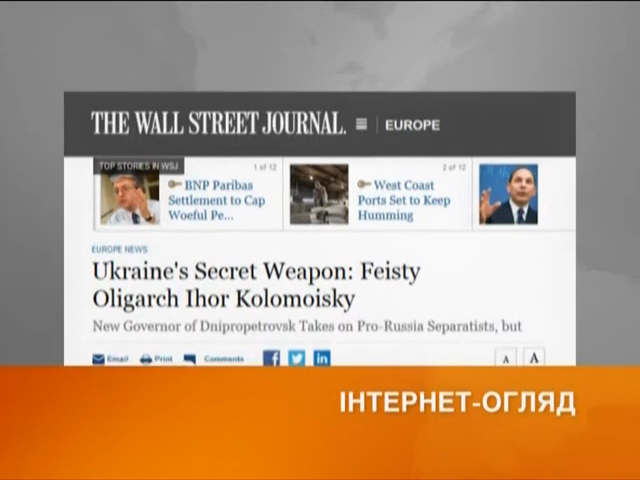 THE WALL STREET JOURNAL. ≡ | EUROPE
TOP STORIES IN WSJ
1 of 12
BNP Paribas
Settlement to Cap
Woeful Pe...
2 of 12
West Coast
Ports Set to Keep
Humming
EUROPE NEWS
Ukraine's Secret Weapon: Feisty
Oligarch Ihor Kolomoisky
New Governor of Dnipropetrovsk Takes on Pro-Russia Separatists, but
Email Print Comments f in A A
ІНТЕРНЕТ-ОГЛЯД